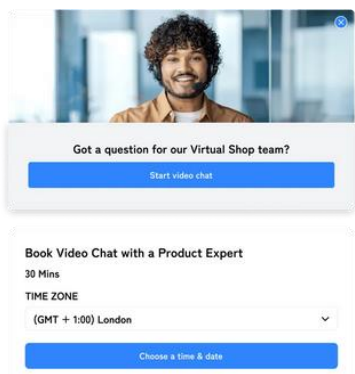 Got a question for our Virtual Shop team?
Start video chat
Book Video Chat with a Product Expert
30 Mins
TIME ZONE
(GMT + 1:00) London
Choose a time & date